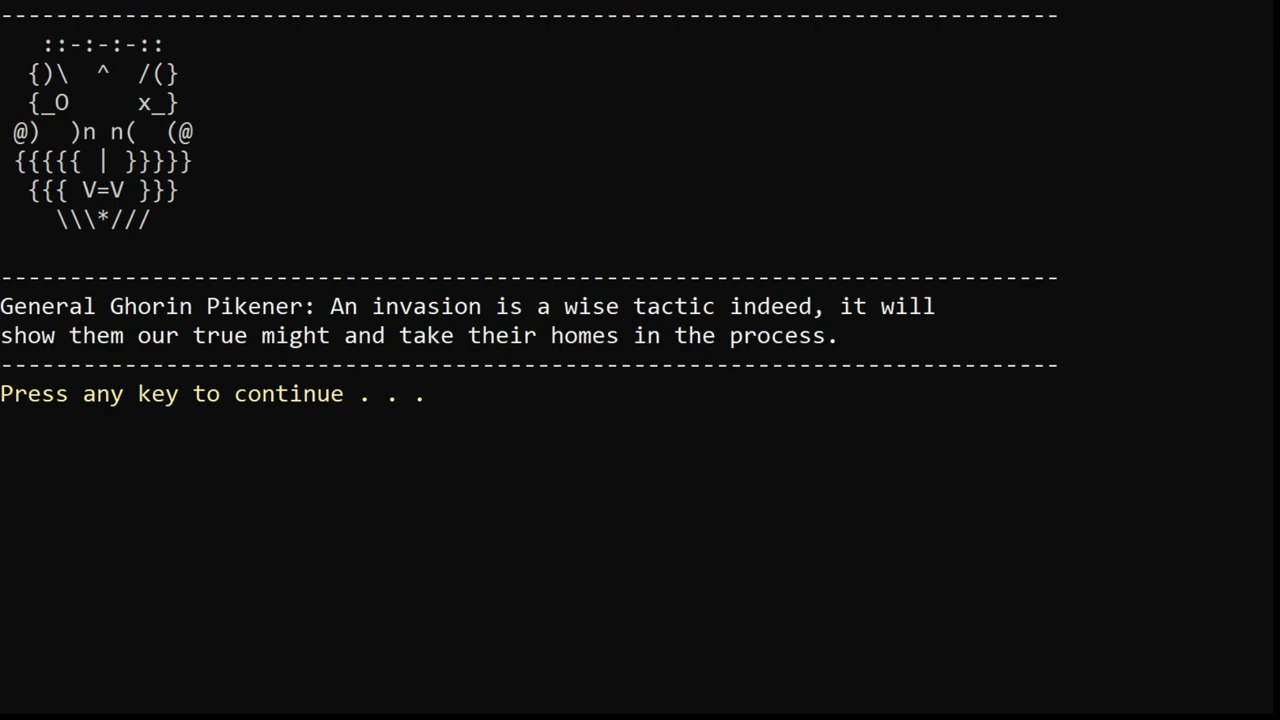 -----------------------------------------------------------------------------
   ::-:-:-::
  {)\  ^  /(}
  {_O     x_}
 @)  )n n(  (@
 {{{{{ | }}}}}
  {{{ V=V }}}
    \\\*///
-----------------------------------------------------------------------------
General Ghorin Pikener: An invasion is a wise tactic indeed, it will
show them our true might and take their homes in the process.
-----------------------------------------------------------------------------
Press any key to continue . . .